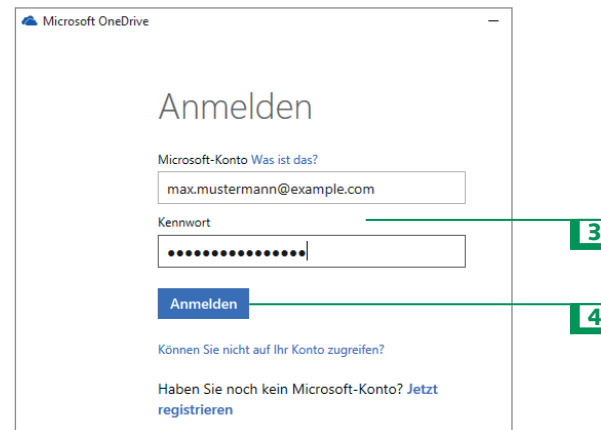 Microsoft OneDrive
Anmelden
Microsoft-Konto Was ist das?
max.mustermann@example.com
Kennwort
3
Anmelden
4
Können Sie nicht auf Ihr Konto zugreifen?
Haben Sie noch kein Microsoft-Konto? Jetzt
registrieren